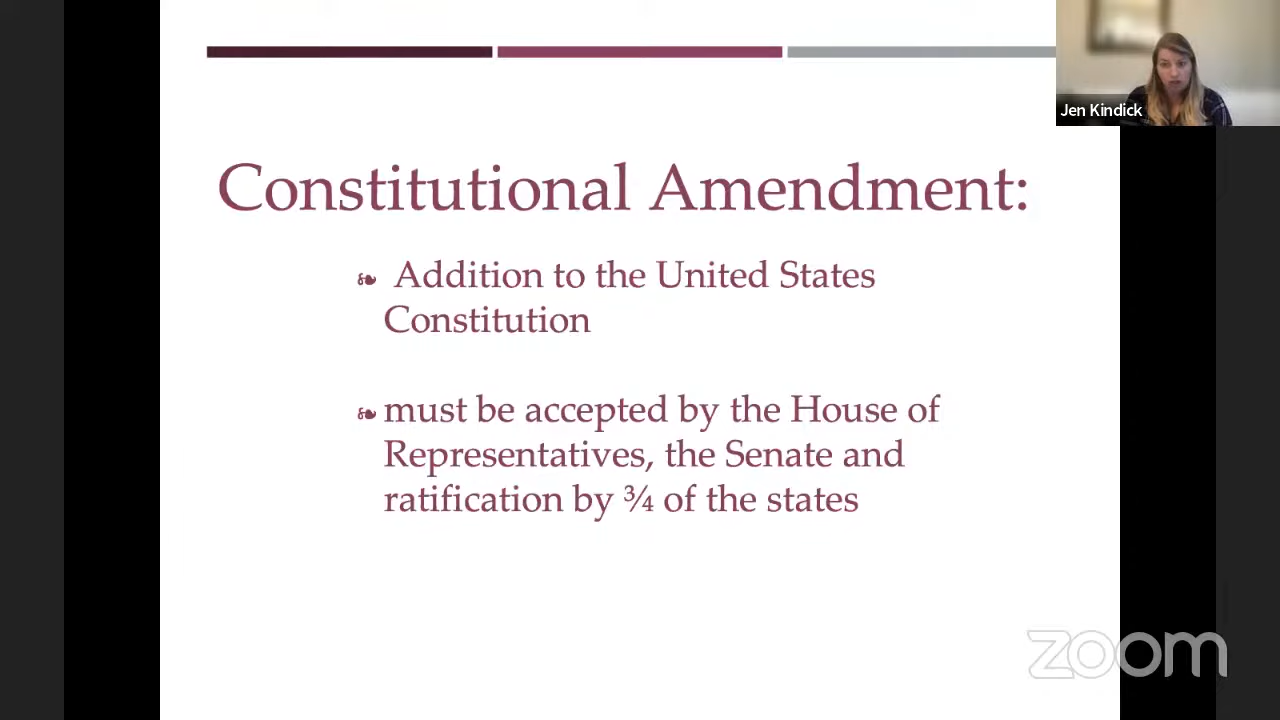 Jen Kindick
Constitutional Amendment:
Addition to the United States
Constitution
must be accepted by the House of
Representatives, the Senate and
ratification by ¾ of the states
zoom